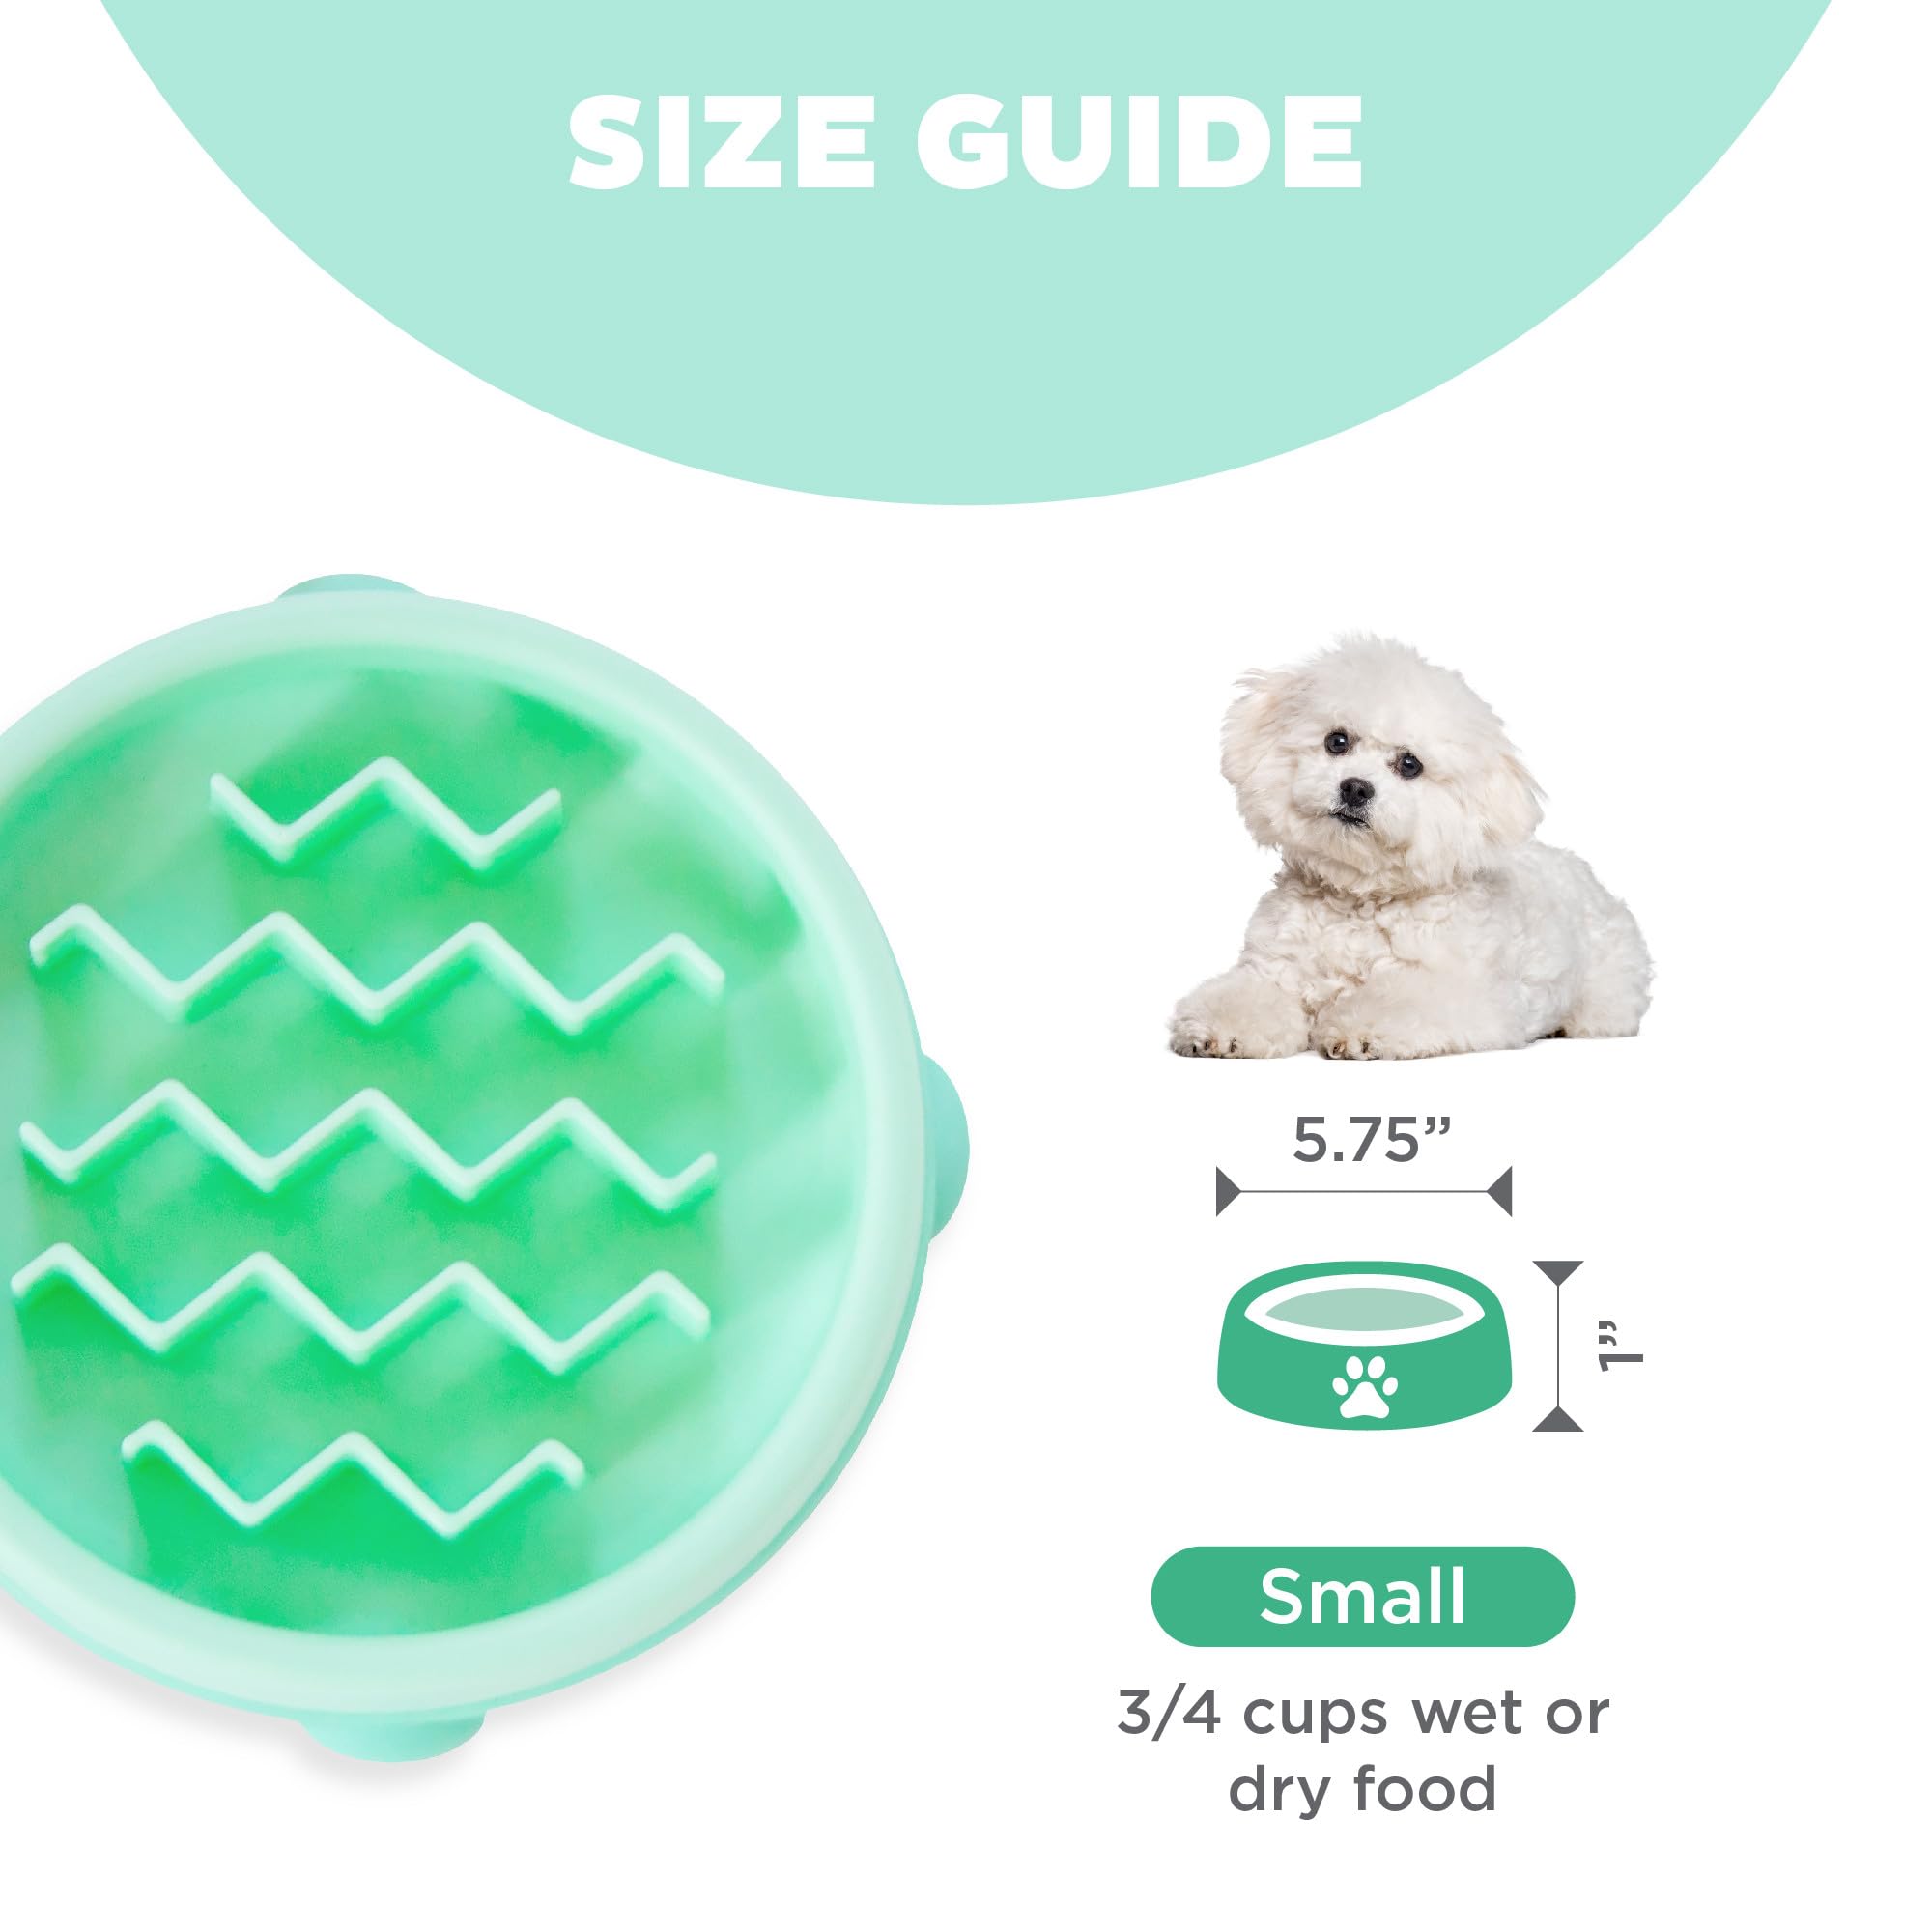 SIZE GUIDE
5.75”
1”
Small
3/4 cups wet or
dry food